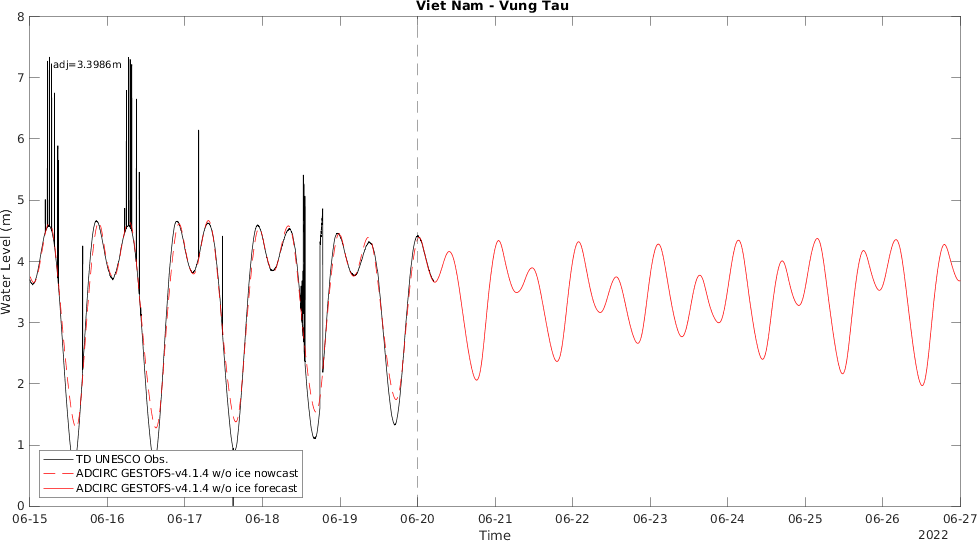 Viet Nam - Vung Tau
8
7
6
5
4
3
2
1
0
Water Level (m)
adj=3.3986m
TD UNESCO Obs.
ADCIRC GESTOFS-v4.1.4 w/o ice nowcast
ADCIRC GESTOFS-v4.1.4 w/o ice forecast
06-15 06-16 06-17 06-18 06-19 06-20 06-21 06-22 06-23 06-24 06-25 06-26 06-27
Time
2022